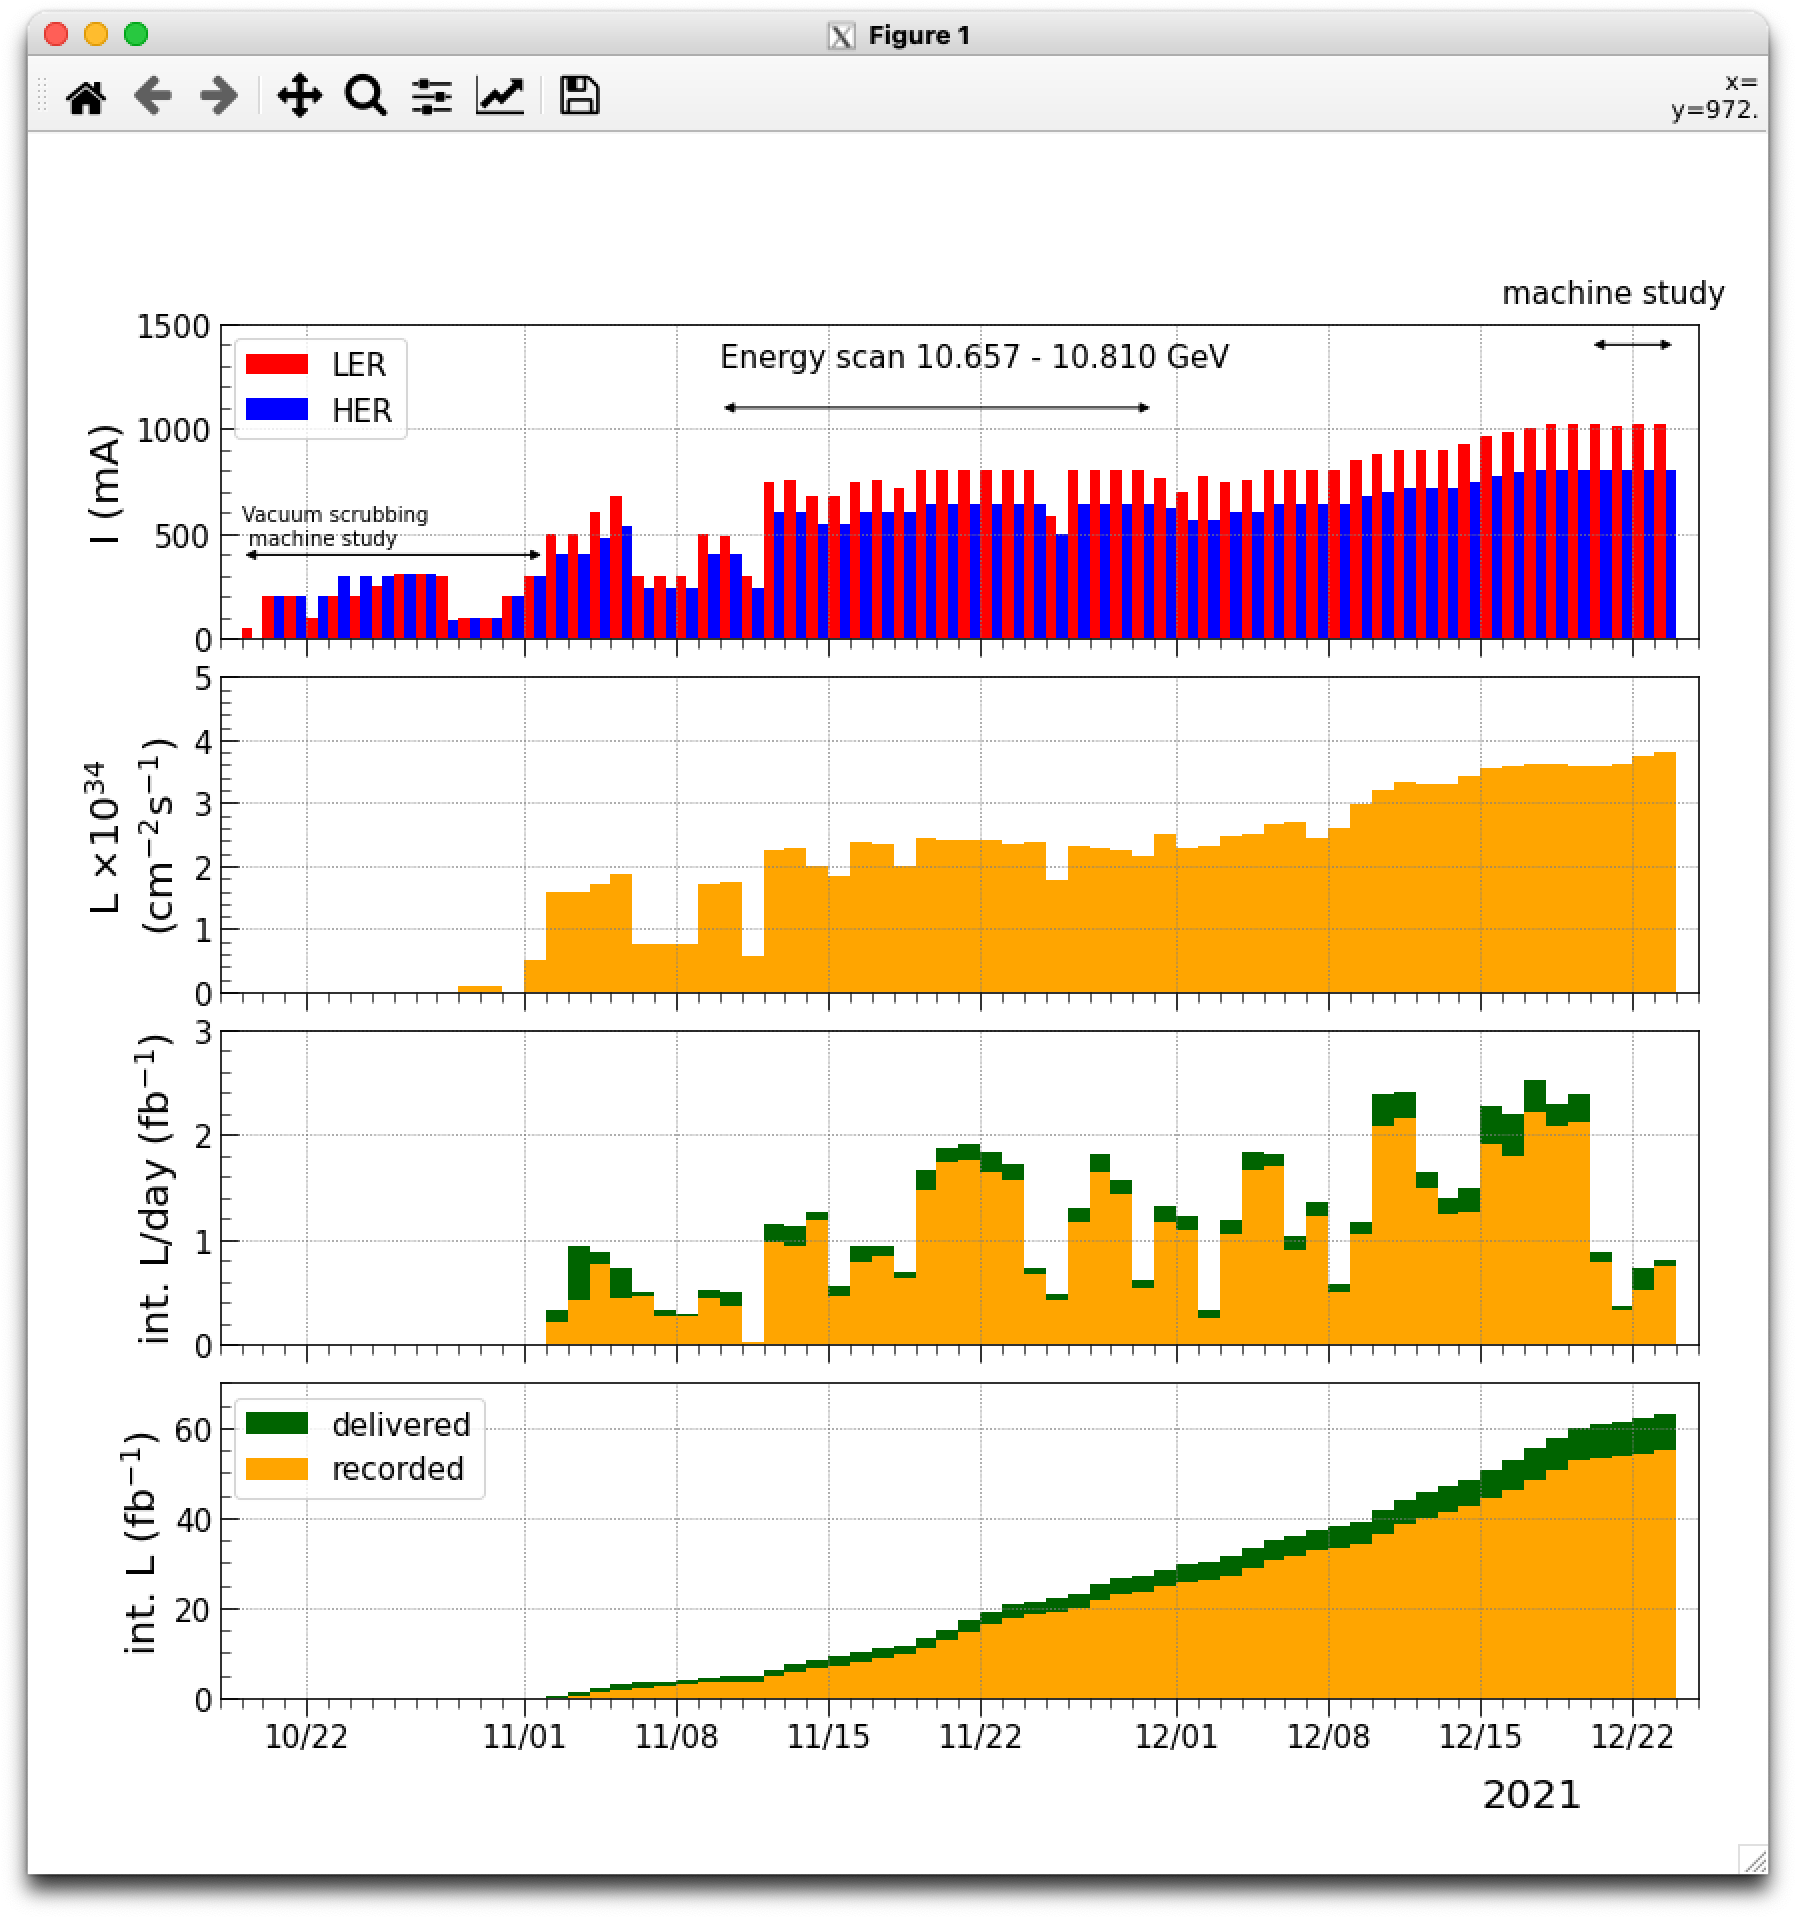 Figure 1
x=
y=972.
machine study
1500
1000
500
0
I (mA)
LER
HER
Energy scan 10.657 - 10.810 GeV
Vacuum scrubbing
machine study
5
4
3
2
1
0
L ×10³⁴
(cm⁻²s⁻¹)
3
2
1
0
int. L/day (fb⁻¹)
60
40
20
0
int. L (fb⁻¹)
delivered
recorded
10/22 11/01 11/08 11/15 11/22 12/01 12/08 12/15 12/22
2021